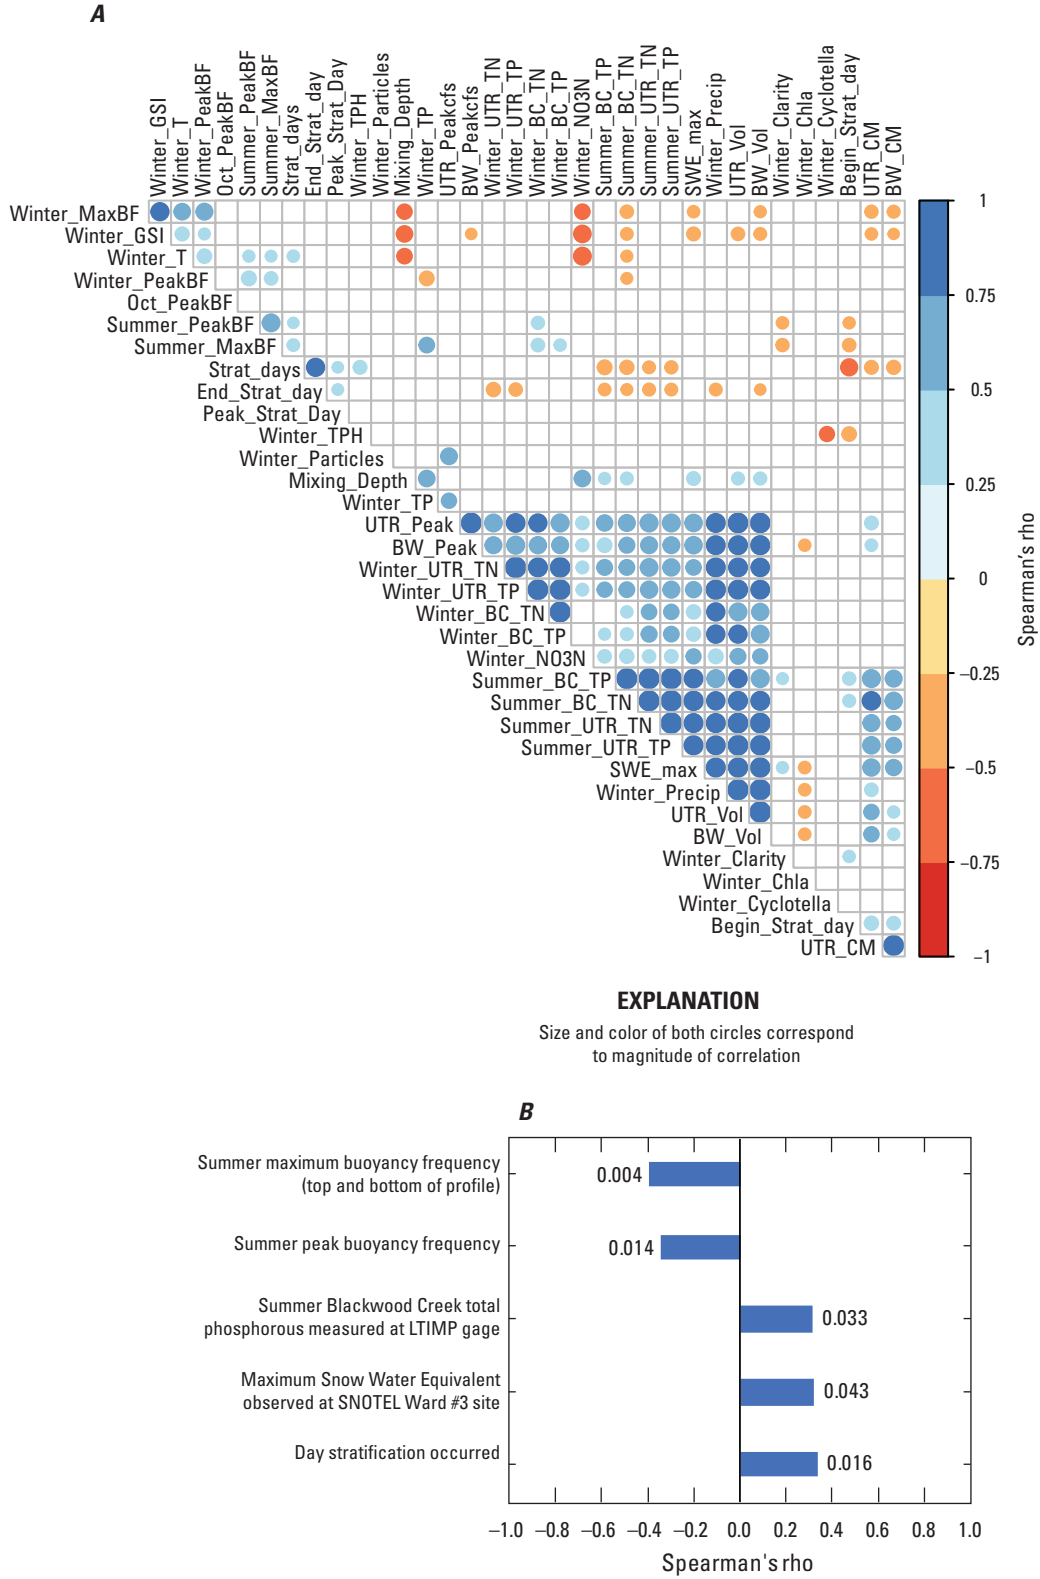 A
Winter_GSI
Winter_T
Winter_PeakBF
Oct_PeakBF
Summer_PeakBF
Summer_MaxBF
Strat_days
End_Strat_day
Peak_Strat_Day
Winter_TPH
Winter_Particles
Mixing_Depth
Winter_TP
UTR_Peakcfs
BW_Peakcfs
Winter_UTR_TN
Winter_UTR_TP
Winter_BC_TN
Winter_BC_TP
Winter_NO3N
Summer_BC_TP
Summer_BC_TN
Summer_UTR_TN
Summer_UTR_TP
SWE_max
Winter_Precip
UTR_Vol
BW_Vol
Winter_Clarity
Winter_Chla
Winter_Cyclotella
Begin_Strat_day
UTR_CM
BW_CM
Winter_MaxBF
Winter_GSI
Winter_T
Winter_PeakBF
Oct_PeakBF
Summer_PeakBF
Summer_MaxBF
Strat_days
End_Strat_day
Peak_Strat_Day
Winter_TPH
Winter_Particles
Mixing_Depth
Winter_TP
UTR_Peak
BW_Peak
Winter_UTR_TN
Winter_UTR_TP
Winter_BC_TN
Winter_BC_TP
Winter_NO3N
Summer_BC_TP
Summer_BC_TN
Summer_UTR_TN
Summer_UTR_TP
SWE_max
Winter_Precip
UTR_Vol
BW_Vol
Winter_Clarity
Winter_Chla
Winter_Cyclotella
Begin_Strat_day
UTR_CM
1
0.75
0.5
0.25
0
−0.25
−0.5
−0.75
−1
Spearman's rho
EXPLANATION
Size and color of both circles correspond
to magnitude of correlation
B
Summer maximum buoyancy frequency
(top and bottom of profile)
0.004
Summer peak buoyancy frequency
0.014
Summer Blackwood Creek total
phosphorous measured at LTIMP gage
0.033
Maximum Snow Water Equivalent
observed at SNOTEL Ward #3 site
0.043
Day stratification occurred
0.016
−1.0 −0.8 −0.6 −0.4 −0.2 0.0 0.2 0.4 0.6 0.8 1.0
Spearman's rho